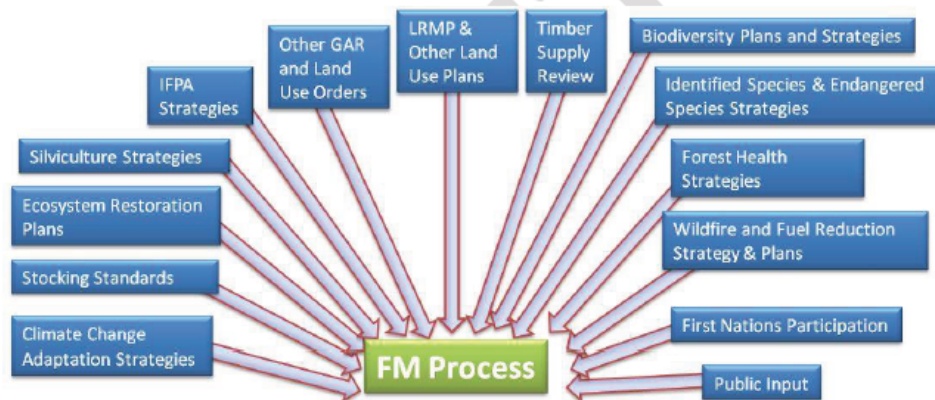 Other GAR
and Land
Use Orders
LRMP &
Other Land
Use Plans
Timber
Supply
Review
Biodiversity Plans and Strategies
IFPA
Strategies
Identified Species & Endangered
Species Strategies
Silviculture Strategies
Forest Health
Strategies
Ecosystem Restoration
Plans
Wildfire and Fuel Reduction
Strategy & Plans
Stocking Standards
First Nations Participation
Climate Change
Adaptation Strategies
FM Process
Public Input